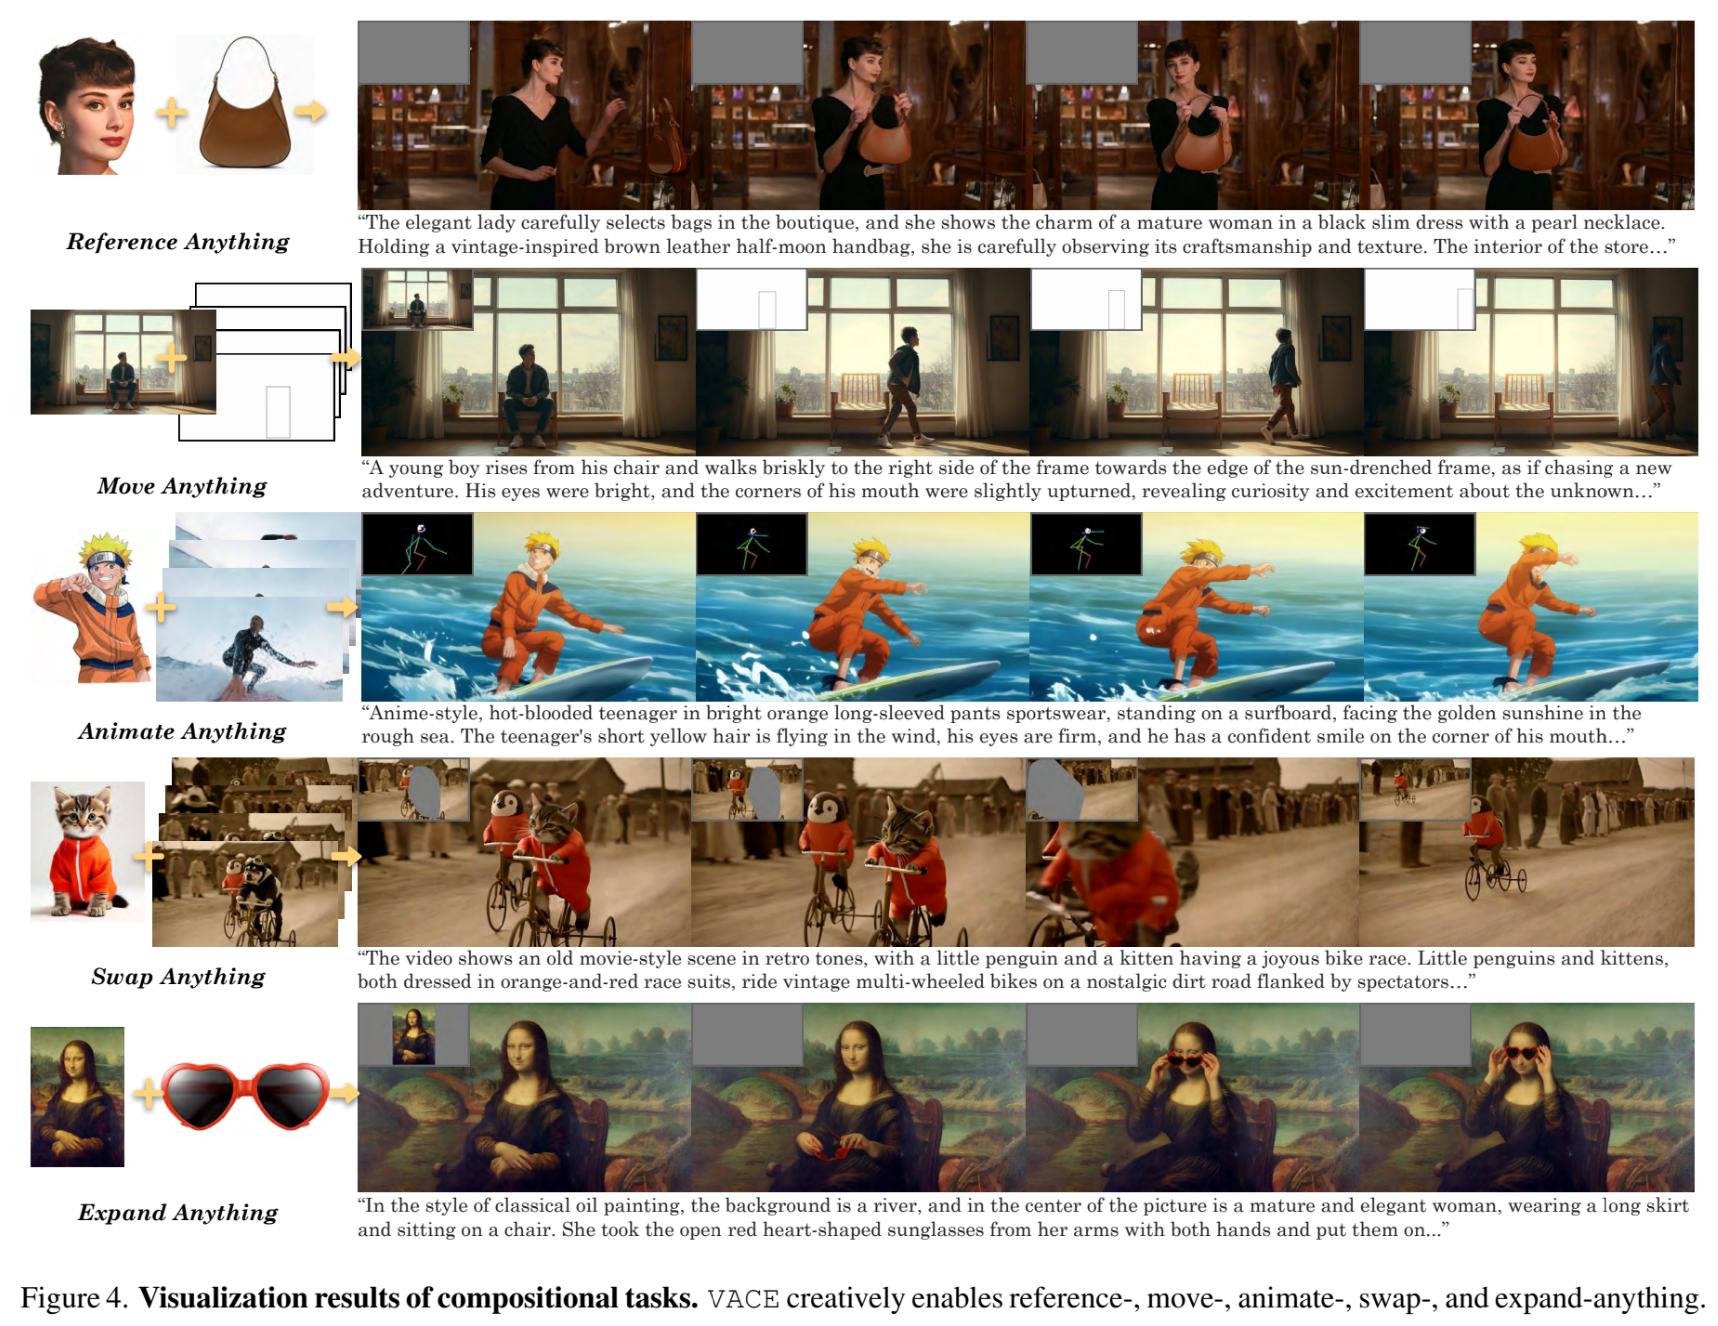 Reference Anything
“The elegant lady carefully selects bags in the boutique, and she shows the charm of a mature woman in a black slim dress with a pearl necklace.
Holding a vintage-inspired brown leather half-moon handbag, she is carefully observing its craftsmanship and texture. The interior of the store…”
Move Anything
“A young boy rises from his chair and walks briskly to the right side of the frame towards the edge of the sun-drenched frame, as if chasing a new
adventure. His eyes were bright, and the corners of his mouth were slightly upturned, revealing curiosity and excitement about the unknown…”
Animate Anything
“Anime-style, hot-blooded teenager in bright orange long-sleeved pants sportswear, standing on a surfboard, facing the golden sunshine in the
rough sea. The teenager's short yellow hair is flying in the wind, his eyes are firm, and he has a confident smile on the corner of his mouth…”
Swap Anything
“The video shows an old movie-style scene in retro tones, with a little penguin and a kitten having a joyous bike race. Little penguins and kittens,
both dressed in orange-and-red race suits, ride vintage multi-wheeled bikes on a nostalgic dirt road flanked by spectators…”
Expand Anything
“In the style of classical oil painting, the background is a river, and in the center of the picture is a mature and elegant woman, wearing a long skirt
and sitting on a chair. She took the open red heart-shaped sunglasses from her arms with both hands and put them on...”
Figure 4. Visualization results of compositional tasks. VACE creatively enables reference-, move-, animate-, swap-, and expand-anything.